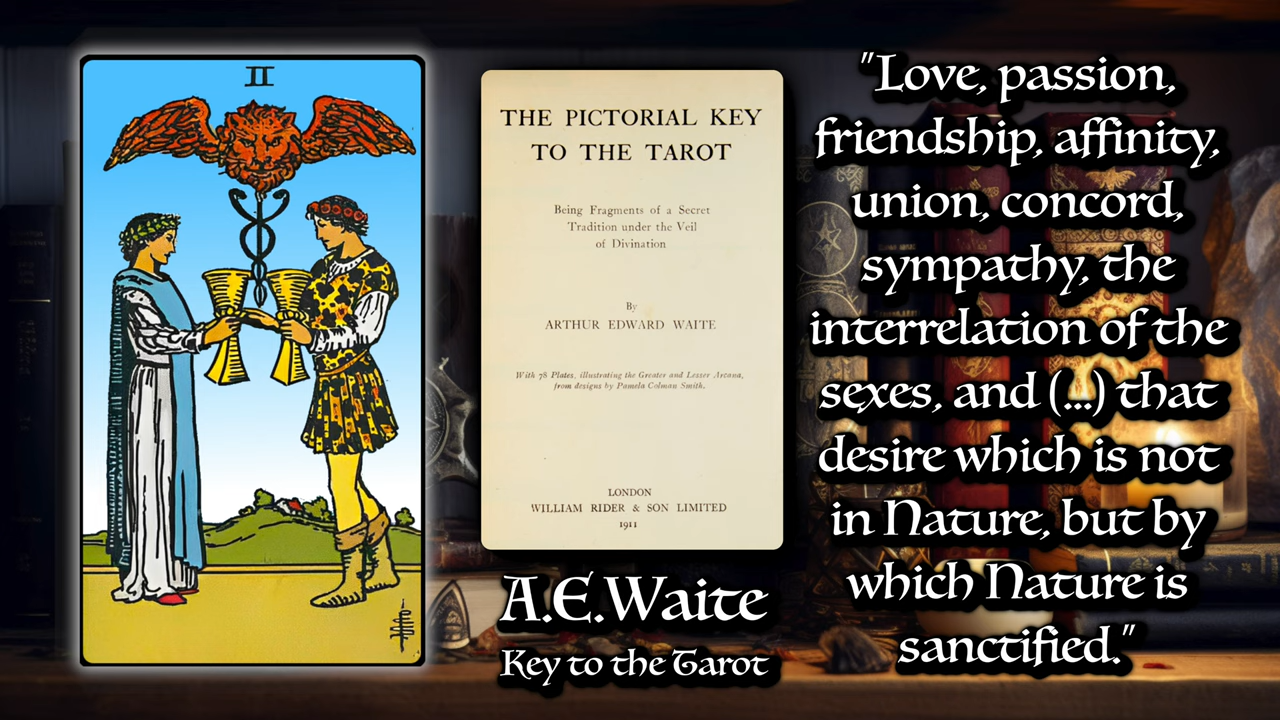 II
THE PICTORIAL KEY
TO THE TAROT
Being Fragments of a Secret
Tradition under the Veil
of Divination
By
ARTHUR EDWARD WAITE
With 78 Plates, illustrating the Greater and Lesser Arcana,
from designs by Pamela Colman Smith.
LONDON
WILLIAM RIDER & SON LIMITED
1911
A.E.Waite
Key to the Tarot
"Love, passion,
friendship, affinity,
union, concord,
sympathy, the
interrelation of the
sexes, and (...) that
desire which is not
in Nature, but by
which Nature is
sanctified."